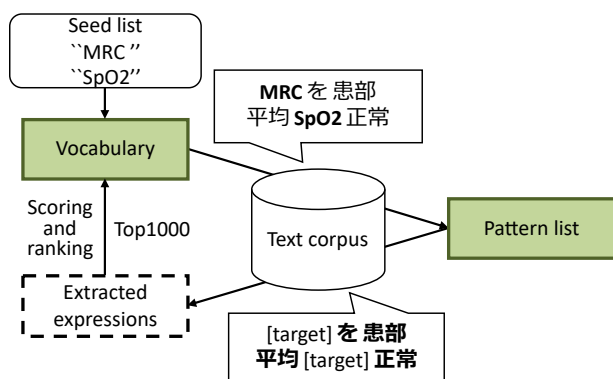 Seed list
``MRC ’’
``SpO2’’
MRC を 患部
平均 SpO2 正常
Vocabulary
Scoring
and
ranking
Top1000
Text corpus
Pattern list
Extracted
expressions
[target] を 患部
平均 [target] 正常